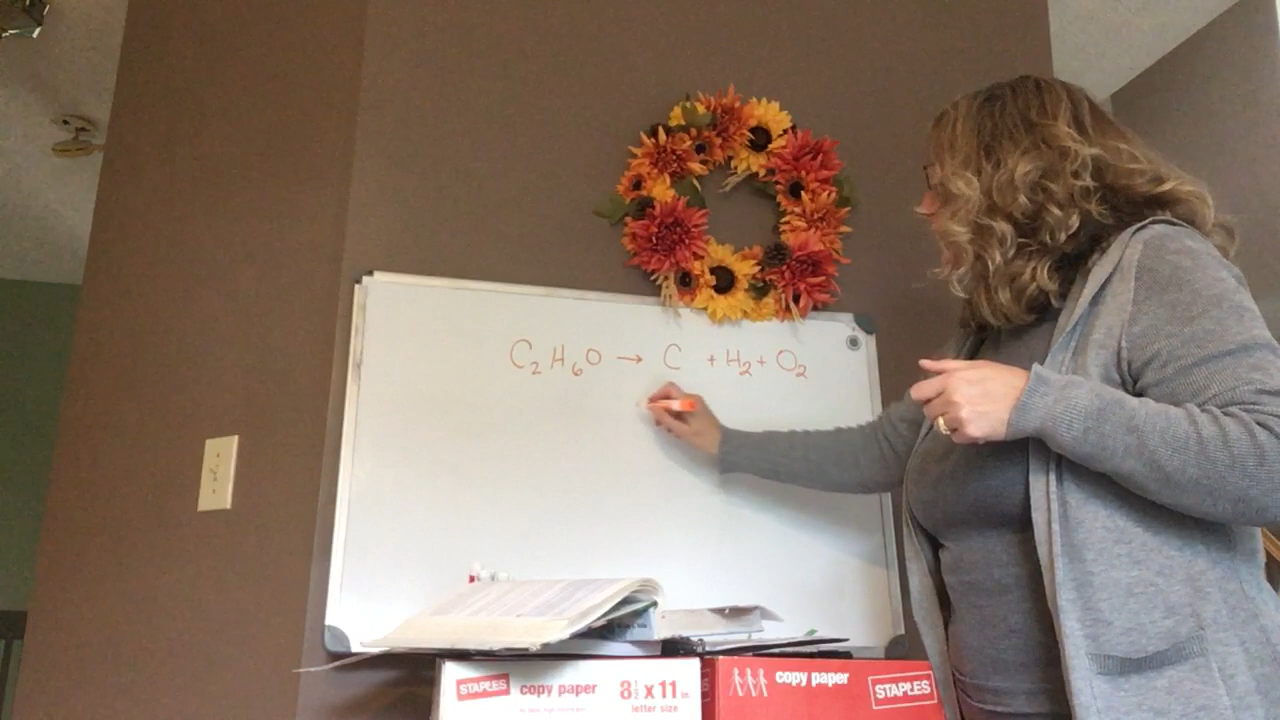 C₂H₆O → C + H₂ + O₂
STAPLES copy paper 8½ x 11 in.
letter size
copy paper STAPLES